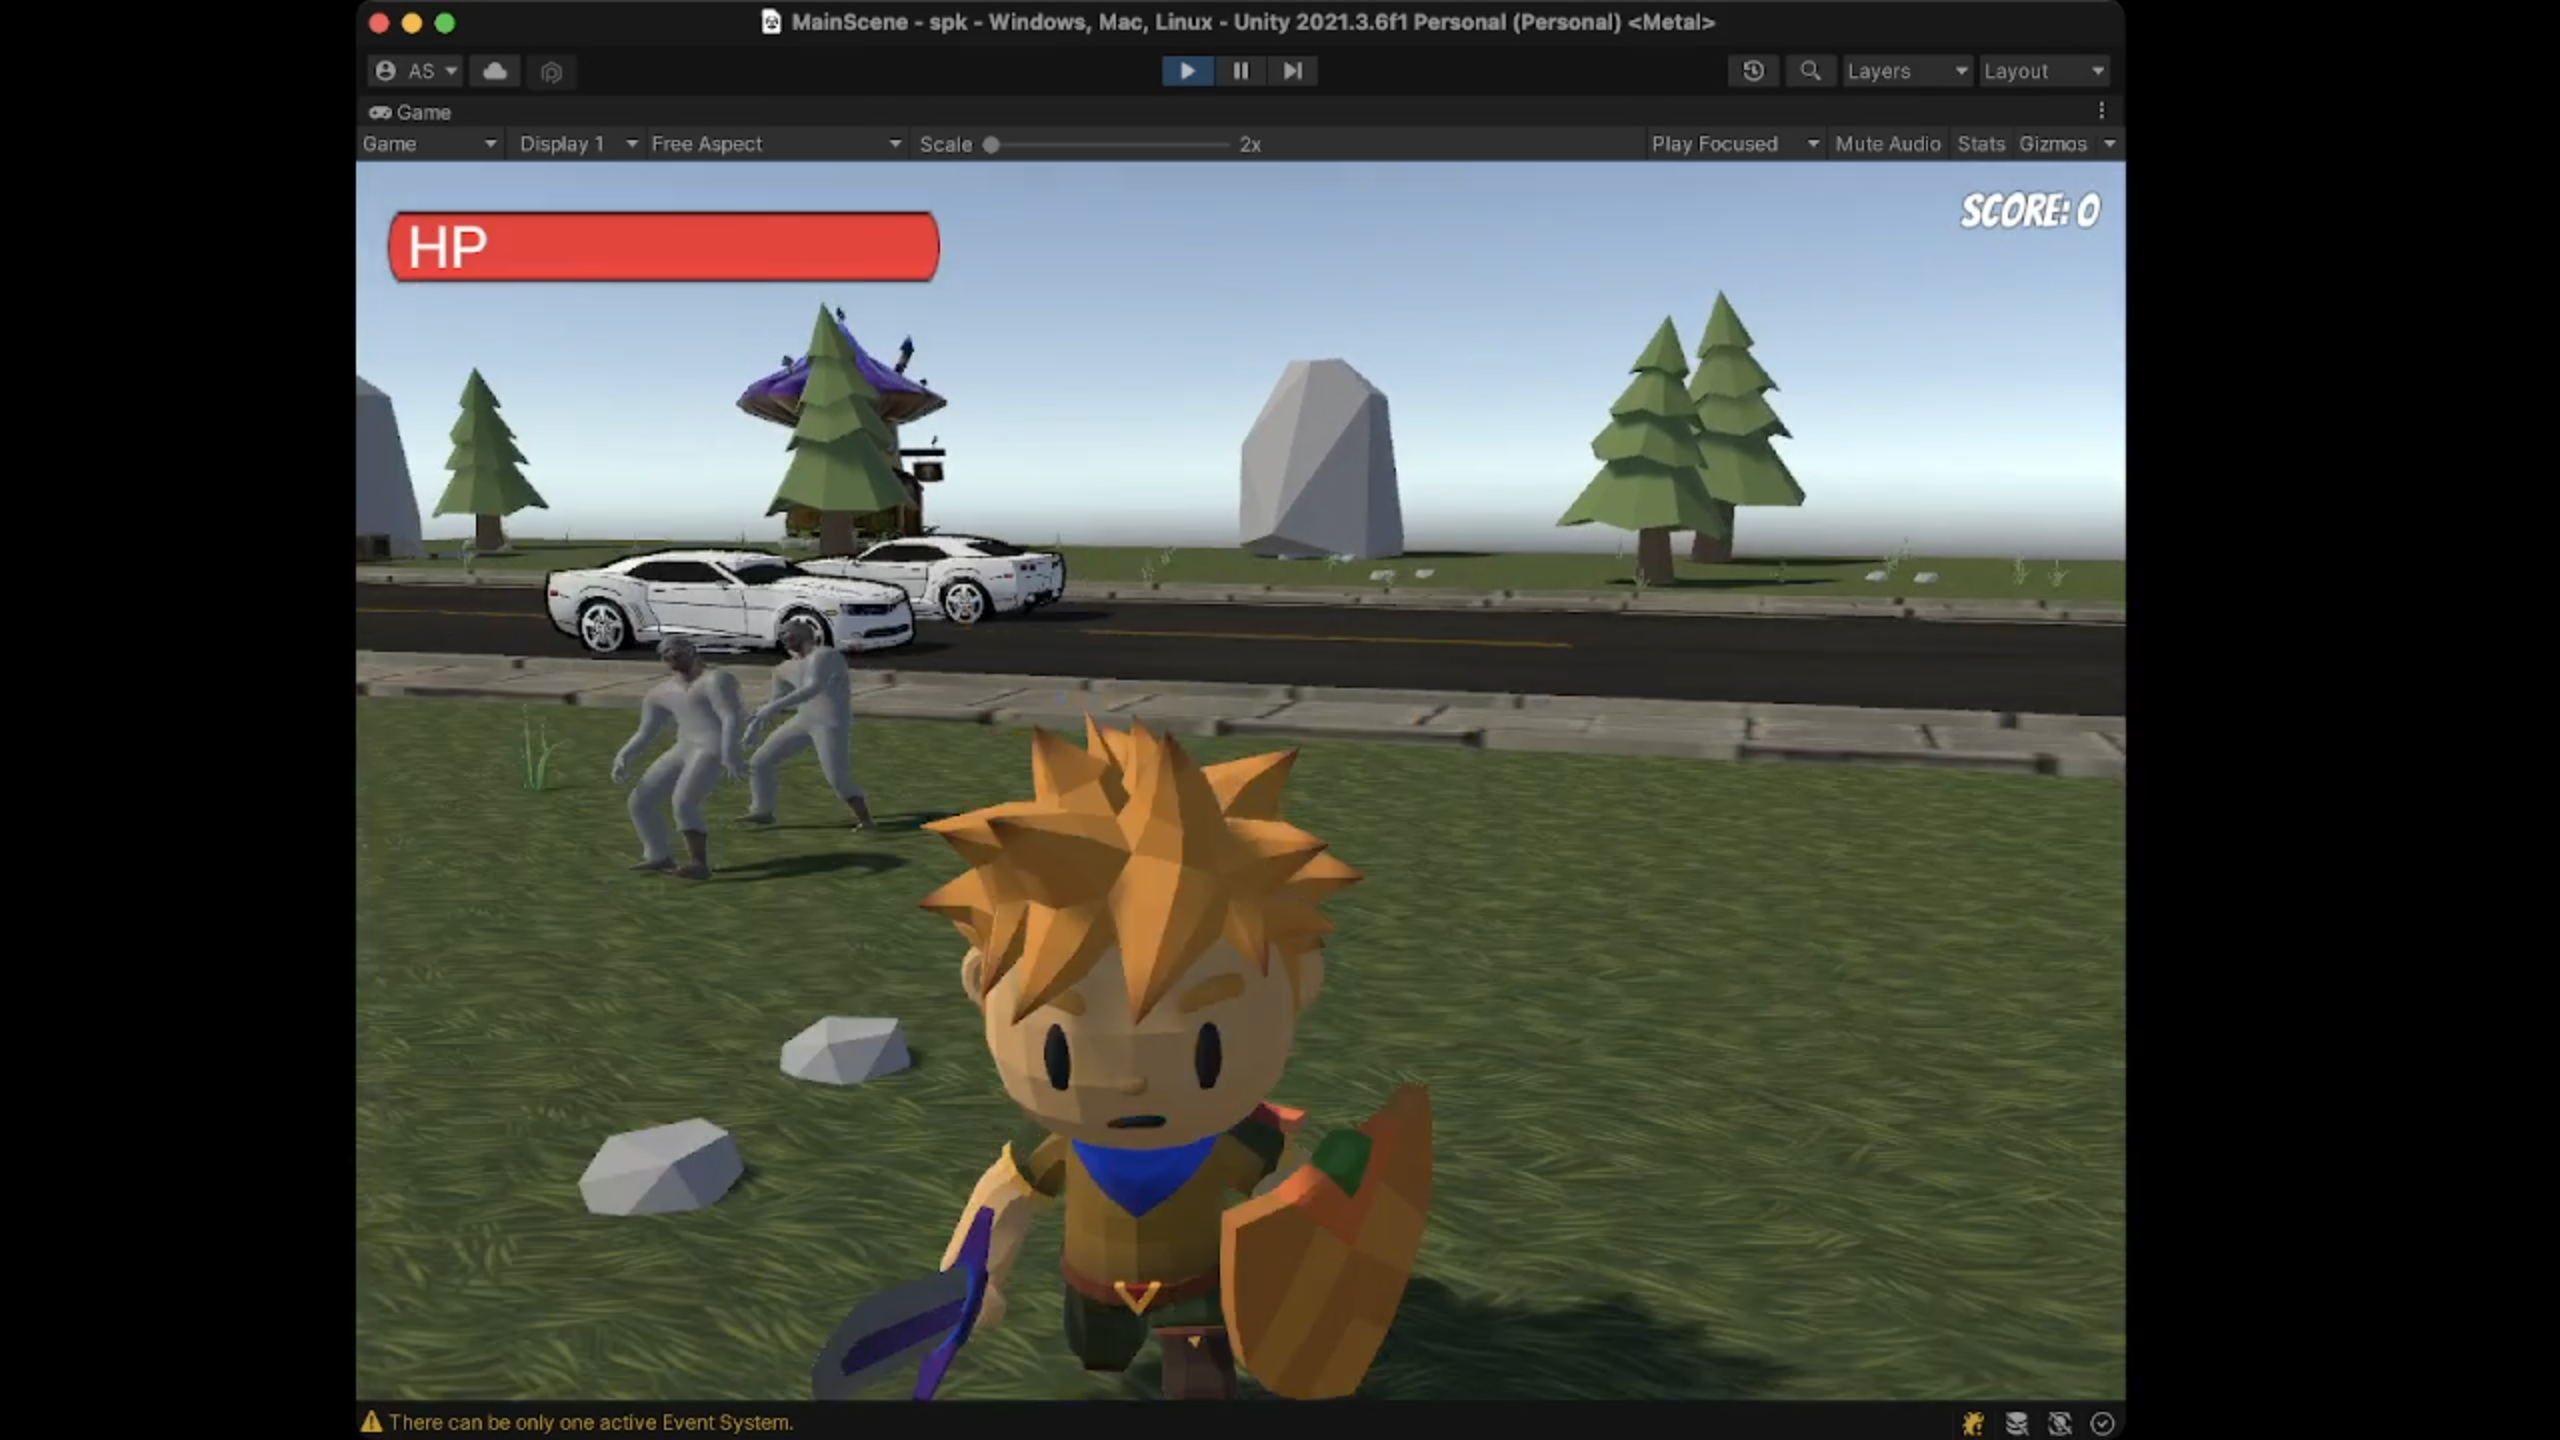 MainScene - spk - Windows, Mac, Linux - Unity 2021.3.6f1 Personal (Personal) <Metal>
AS Layers Layout
Game
Game Display 1 Free Aspect Scale 2x Play Focused Mute Audio Stats Gizmos
SCORE: 0
HP
There can be only one active Event System.